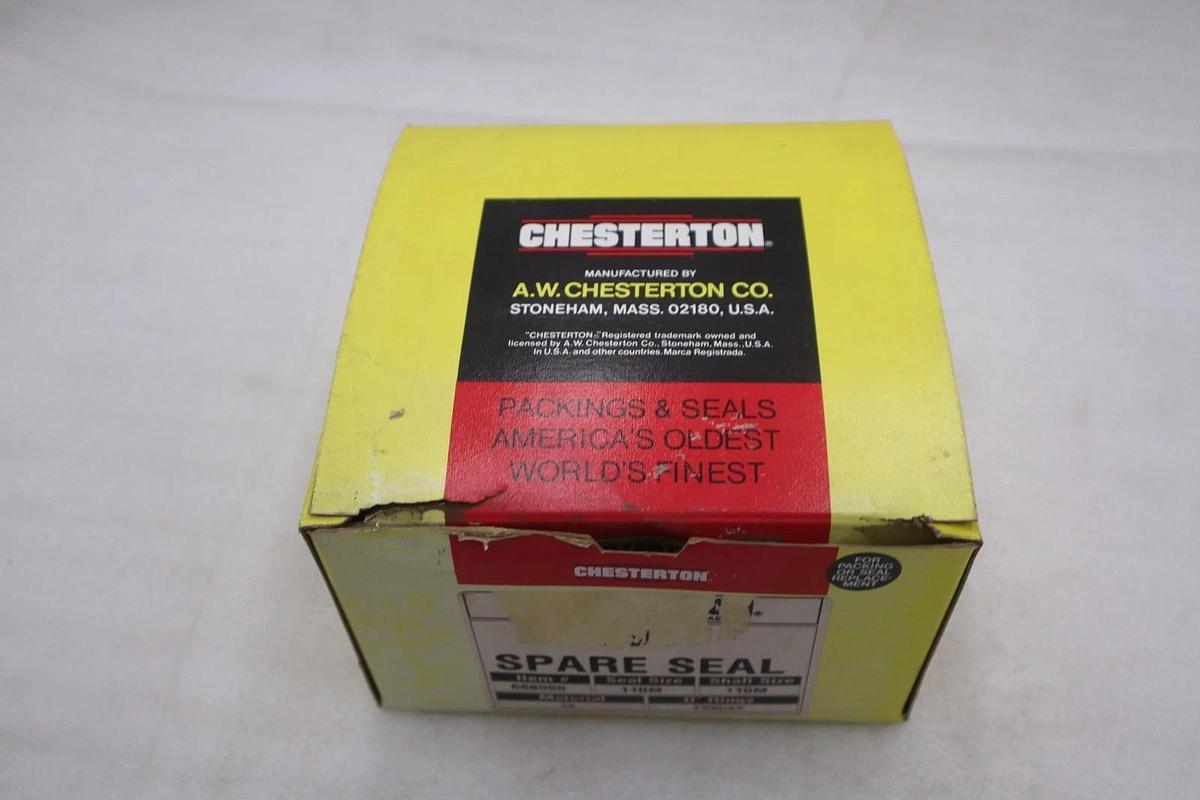 CHESTERTON®
MANUFACTURED BY
A.W. CHESTERTON CO.
STONEHAM, MASS. 02180, U.S.A.
"CHESTERTON®" Registered trademark owned and
licensed by A.W. Chesterton Co., Stoneham, Mass., U.S.A.
In U.S.A. and other countries. Marca Registrada.
PACKINGS & SEALS
AMERICA'S OLDEST
WORLD'S FINEST
CHESTERTON
FOR
PACKING
OR SEAL
REPLACE-
MENT
SPARE SEAL
Item # Seal Size Shaft Size
110M 110M
Material O' Rings